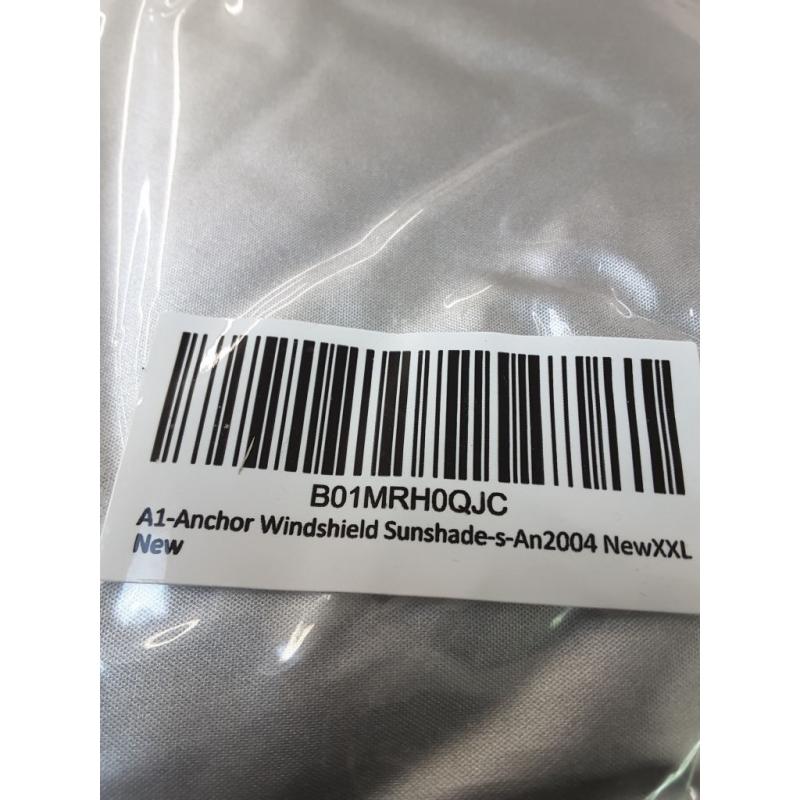 B01MRH0QJC
A1-Anchor Windshield Sunshade-s-An2004 NewXXL
New